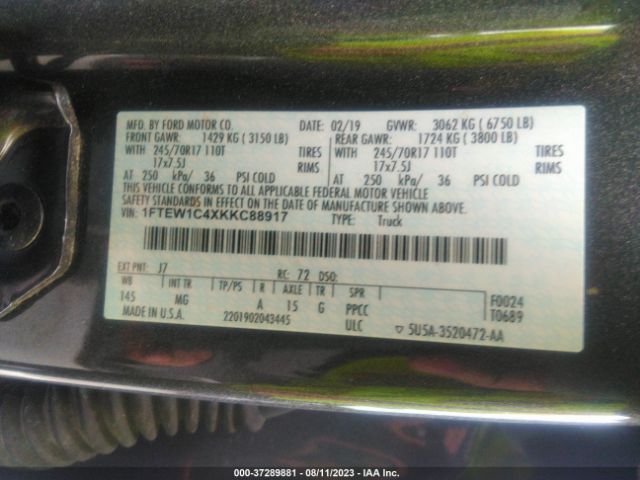 MFD. BY FORD MOTOR CO. DATE: 02/19 GVWR: 3062 KG ( 6750 LB)
FRONT GAWR: 1429 KG ( 3150 LB) REAR GAWR: 1724 KG ( 3800 LB)
WITH 245/70R17 110T TIRES WITH 245/70R17 110T TIRES
17x7.5J RIMS 17x7.5J RIMS
AT 250 kPa/ 36 PSI COLD AT 250 kPa/ 36 PSI COLD
THIS VEHICLE CONFORMS TO ALL APPLICABLE FEDERAL MOTOR VEHICLE
SAFETY STANDARDS IN EFFECT ON THE DATE OF MANUFACTURE SHOWN ABOVE.
VIN: 1FTEW1C4XKKC88917 TYPE: Truck
EXT PNT: J7 RC: 72 DSO:
WB INT TR TP/PS R AXLE TR SPR F0024
145 MG A 15 G PPCC T0689
MADE IN U.S.A. 2201902043445 ULC ▽ 5U5A-3520472-AA
000-37289881 - 08/11/2023 - IAA Inc.